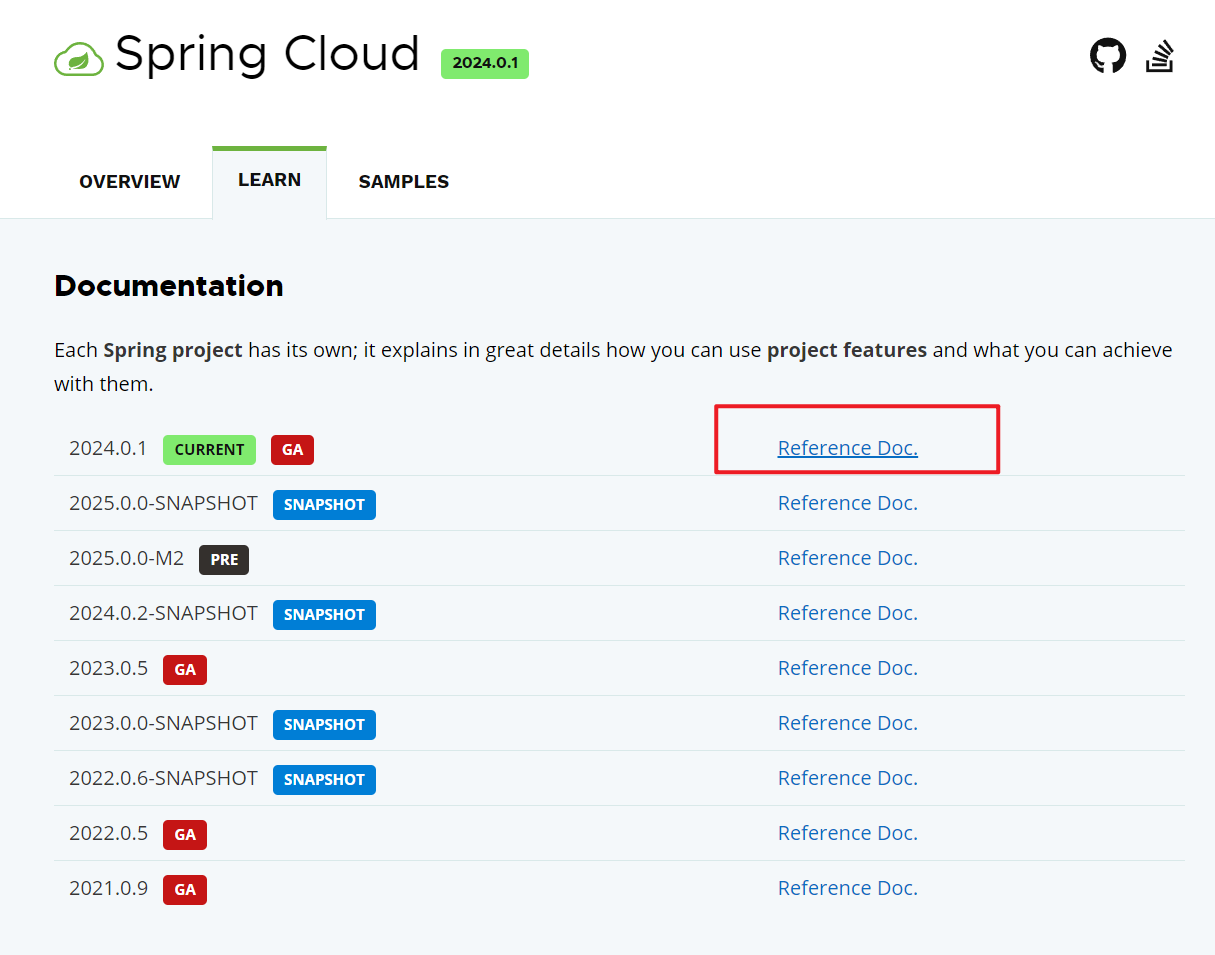 Spring Cloud 2024.0.1
OVERVIEW LEARN SAMPLES
Documentation
Each Spring project has its own; it explains in great details how you can use project features and what you can achieve
with them.
2024.0.1 CURRENT GA Reference Doc.
2025.0.0-SNAPSHOT SNAPSHOT Reference Doc.
2025.0.0-M2 PRE Reference Doc.
2024.0.2-SNAPSHOT SNAPSHOT Reference Doc.
2023.0.5 GA Reference Doc.
2023.0.0-SNAPSHOT SNAPSHOT Reference Doc.
2022.0.6-SNAPSHOT SNAPSHOT Reference Doc.
2022.0.5 GA Reference Doc.
2021.0.9 GA Reference Doc.